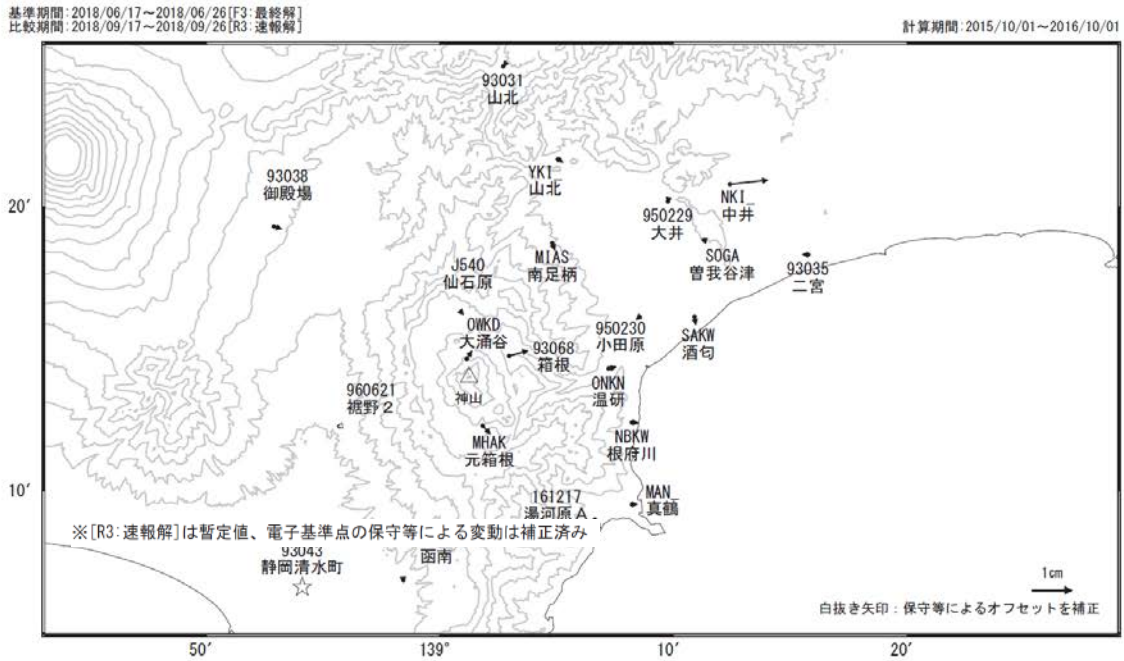 基準期間:2018/06/17～2018/06/26[F3:最終解]
比較期間:2018/09/17～2018/09/26[R3:速報解]
計算期間:2015/10/01～2016/10/01
93031
山北
YKI_
山北
93038
御殿場
20′
NKI_
中井
950229
大井
SOGA
曽我谷津
93035
二宮
MIAS
南足柄
J540
仙石原
OWKD
大涌谷
93068
箱根
950230
小田原
SAKW
酒匂
神山
ONKN
温研
960621
裾野2
MHAK
元箱根
NBKW
根府川
10′
161217
湯河原A
MAN_
真鶴
※[R3:速報解]は暫定値、電子基準点の保守等による変動は補正済み
93043
静岡清水町
函南
1cm
白抜き矢印:保守等によるオフセットを補正
50′
139°
10′
20′